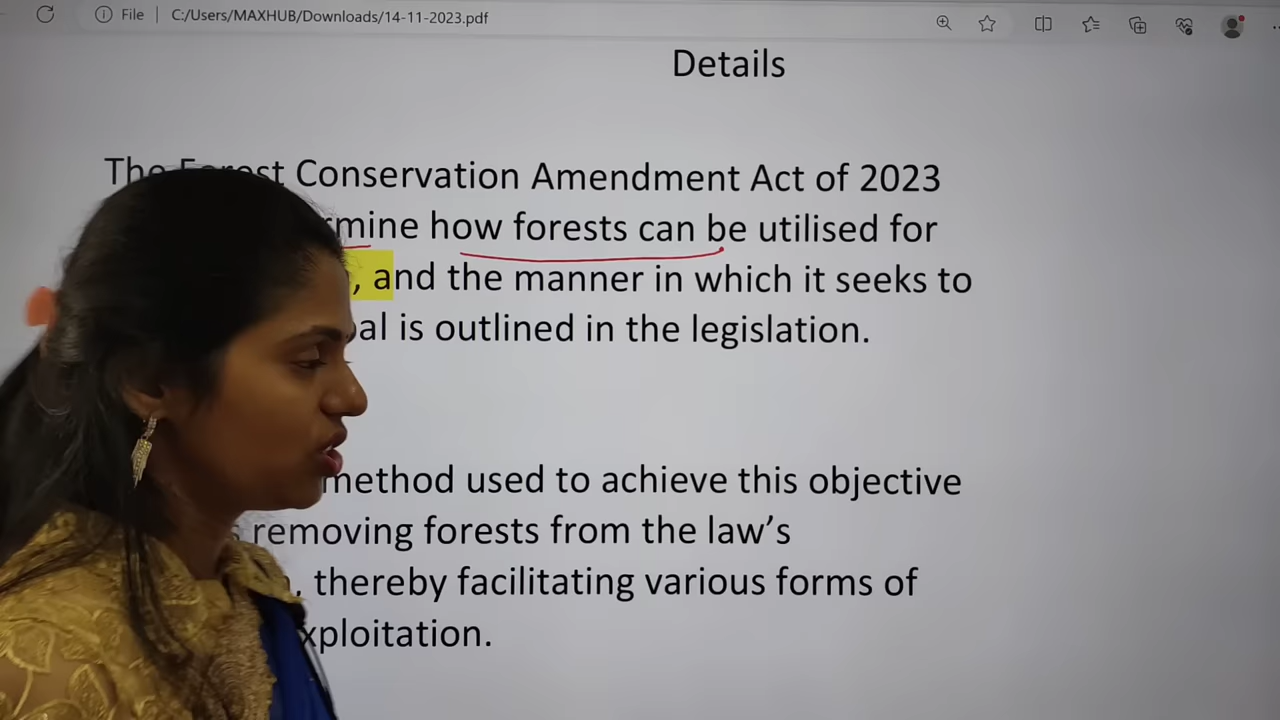 File C:/Users/MAXHUB/Downloads/14-11-2023.pdf
Details
The Forest Conservation Amendment Act of 2023
how forests can be utilised for
, and the manner in which it seeks to
is outlined in the legislation.
method used to achieve this objective
removing forests from the law’s
, thereby facilitating various forms of
xploitation.